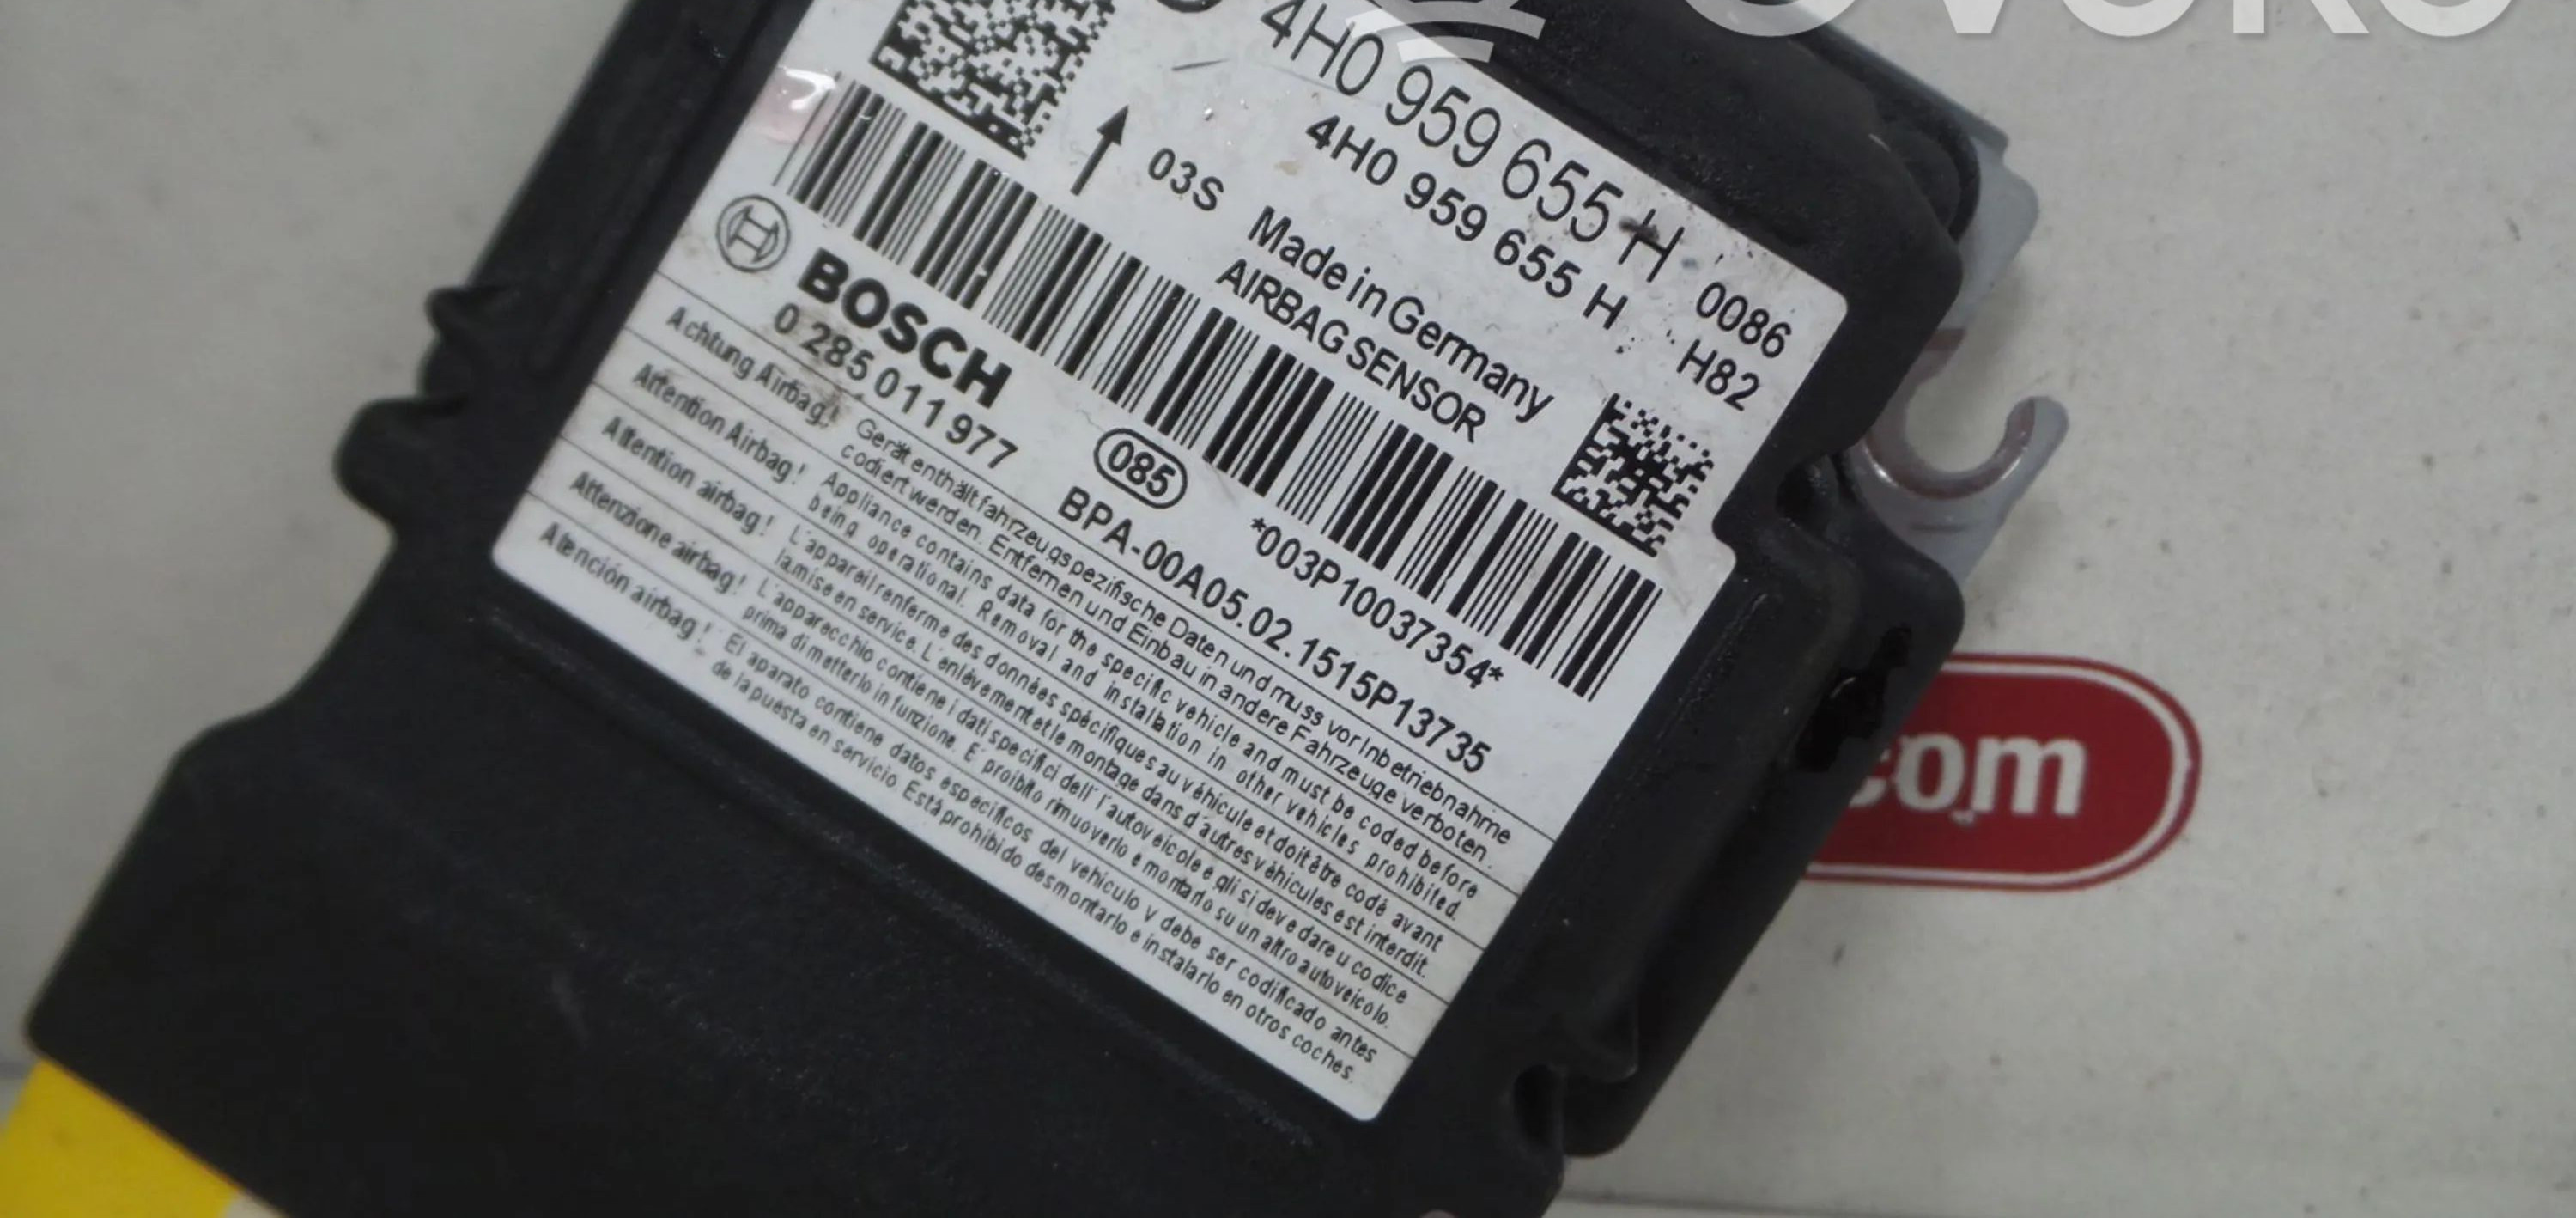 4H0 959 655 H
4H0 959 655 H
0086
H82
03S
Made in Germany
AIRBAG SENSOR
BOSCH
0 285 011 977
085
*003P10037354*
BPA-00A05.02.1515P13735
Achtung Airbag! Gerät enthält fahrzeugspezifische Daten und muss vor Inbetriebnahme
codiert werden. Entfernen und Einbau in andere Fahrzeuge verboten.
Attention Airbag! Appliance contains data for the specific vehicle and must be coded before
being operational. Removal and installation in other vehicles prohibited.
Attention airbag! L'appareil renferme des données spécifiques au véhicule et doit être codé avant
la mise en service. L'enlévement et le montage dans d'autres véhicules est interdit.
Attenzione airbag! L'apparecchio contiene i dati specifici dell' l'autoveicole e gli si deve dare u codice
prima di metterlo in funzione. E' proibito rimuoverlo e montarlo su un altro autoveicolo.
Atención airbag! El aparato contiene datos especificos del vehiculo y debe ser codificado antes
de la puesta en servicio. Está prohibido desmontarlo e instalarlo en otros coches.
.com